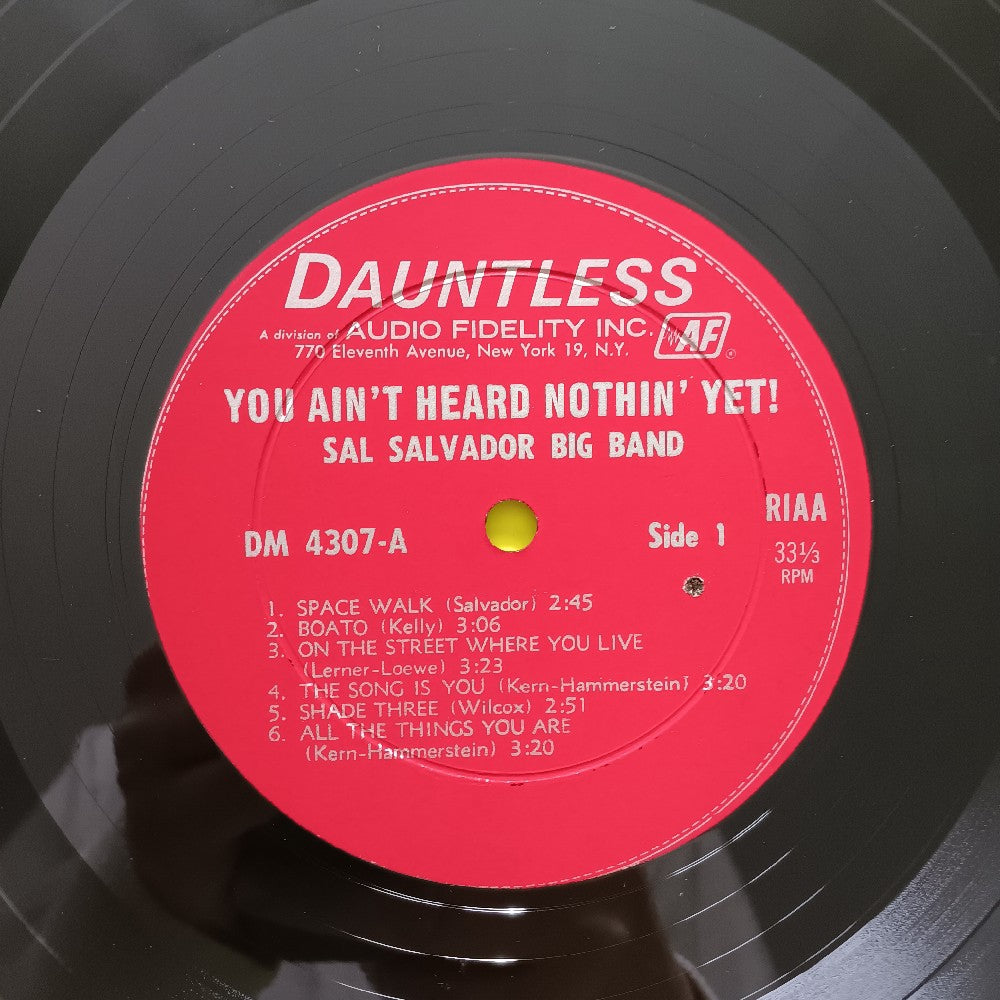 DAUNTLESS
A division of AUDIO FIDELITY INC. AF
770 Eleventh Avenue, New York 19, N.Y.
YOU AIN'T HEARD NOTHIN' YET!
SAL SALVADOR BIG BAND
RIAA
DM 4307-A Side 1
33⅓
RPM
1. SPACE WALK (Salvador) 2:45
2. BOATO (Kelly) 3:06
3. ON THE STREET WHERE YOU LIVE
(Lerner-Loewe) 3:23
4. THE SONG IS YOU (Kern-Hammerstein) 3:20
5. SHADE THREE (Wilcox) 2:51
6. ALL THE THINGS YOU ARE
(Kern-Hammerstein) 3:20